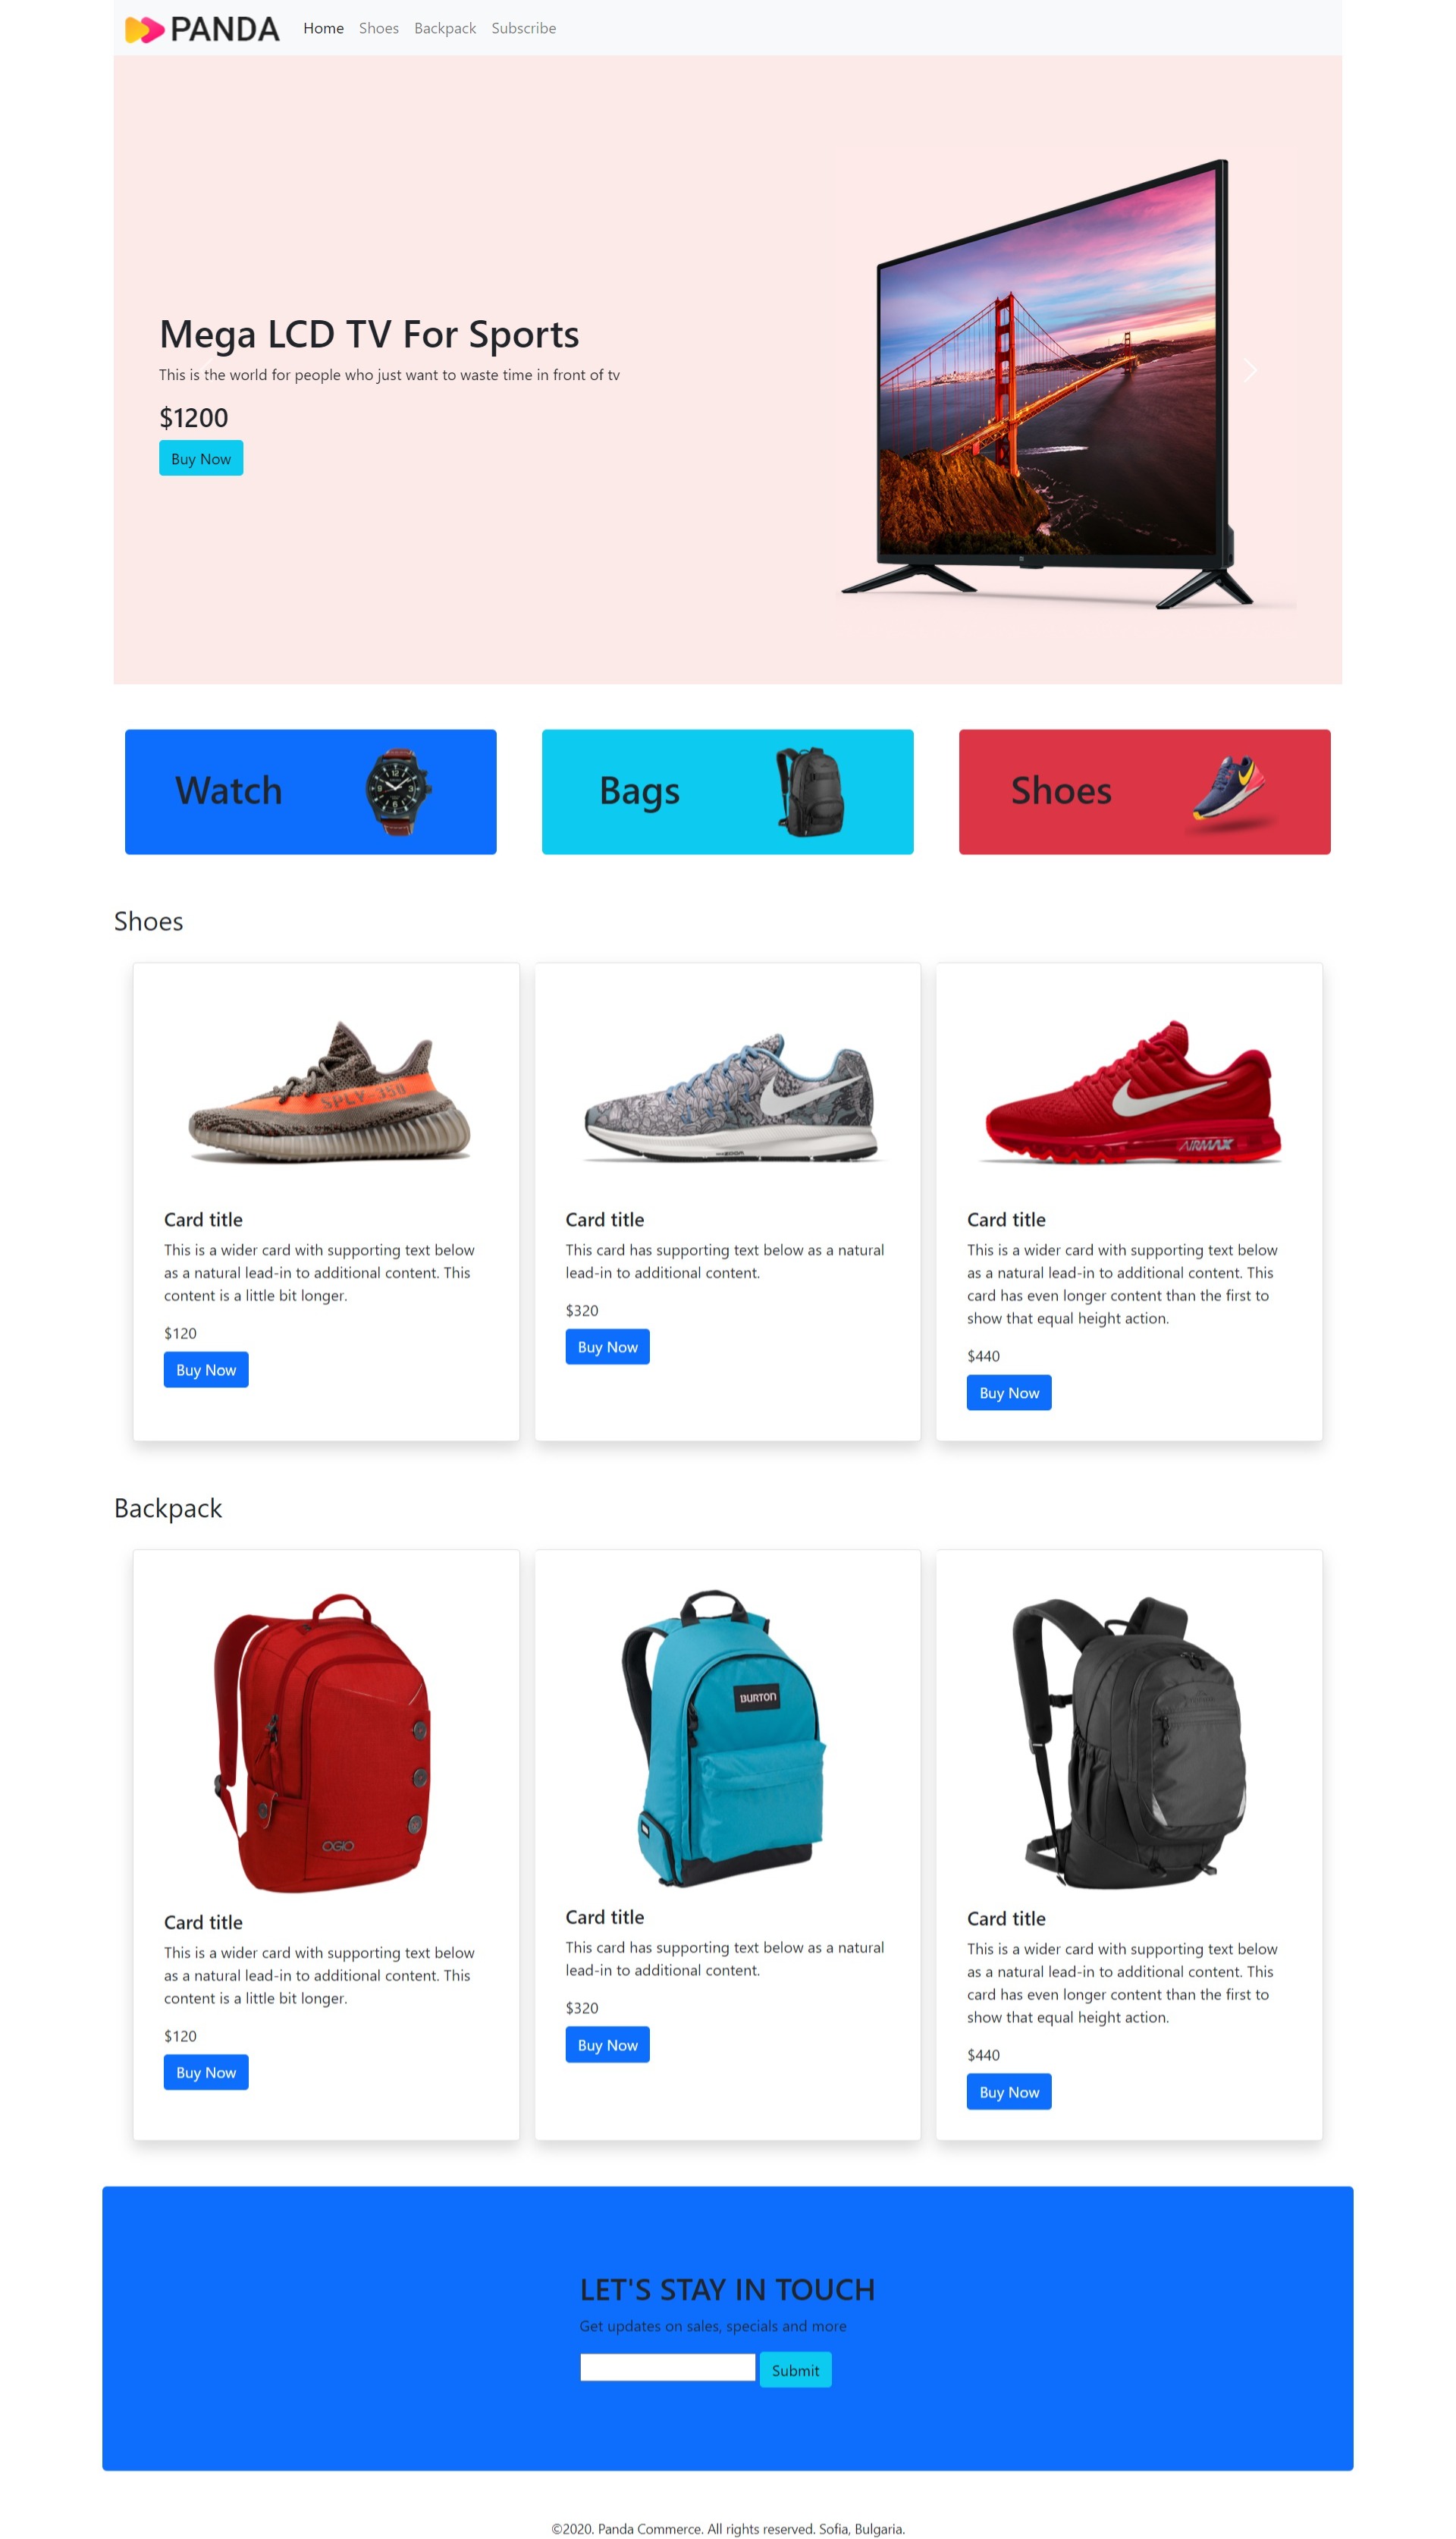 PANDA Home Shoes Backpack Subscribe
Mega LCD TV For Sports
This is the world for people who just want to waste time in front of tv
$1200
Buy Now
Watch
Bags
Shoes
Shoes
SPLY-350
ZOOM
AIRMAX
Card title
This is a wider card with supporting text below
as a natural lead-in to additional content. This
content is a little bit longer.
$120
Buy Now
Card title
This card has supporting text below as a natural
lead-in to additional content.
$320
Buy Now
Card title
This is a wider card with supporting text below
as a natural lead-in to additional content. This
card has even longer content than the first to
show that equal height action.
$440
Buy Now
Backpack
OGIO
Card title
This is a wider card with supporting text below
as a natural lead-in to additional content. This
content is a little bit longer.
$120
Buy Now
BURTON
Card title
This card has supporting text below as a natural
lead-in to additional content.
$320
Buy Now
Card title
This is a wider card with supporting text below
as a natural lead-in to additional content. This
card has even longer content than the first to
show that equal height action.
$440
Buy Now
LET'S STAY IN TOUCH
Get updates on sales, specials and more
Submit
©2020. Panda Commerce. All rights reserved. Sofia, Bulgaria.